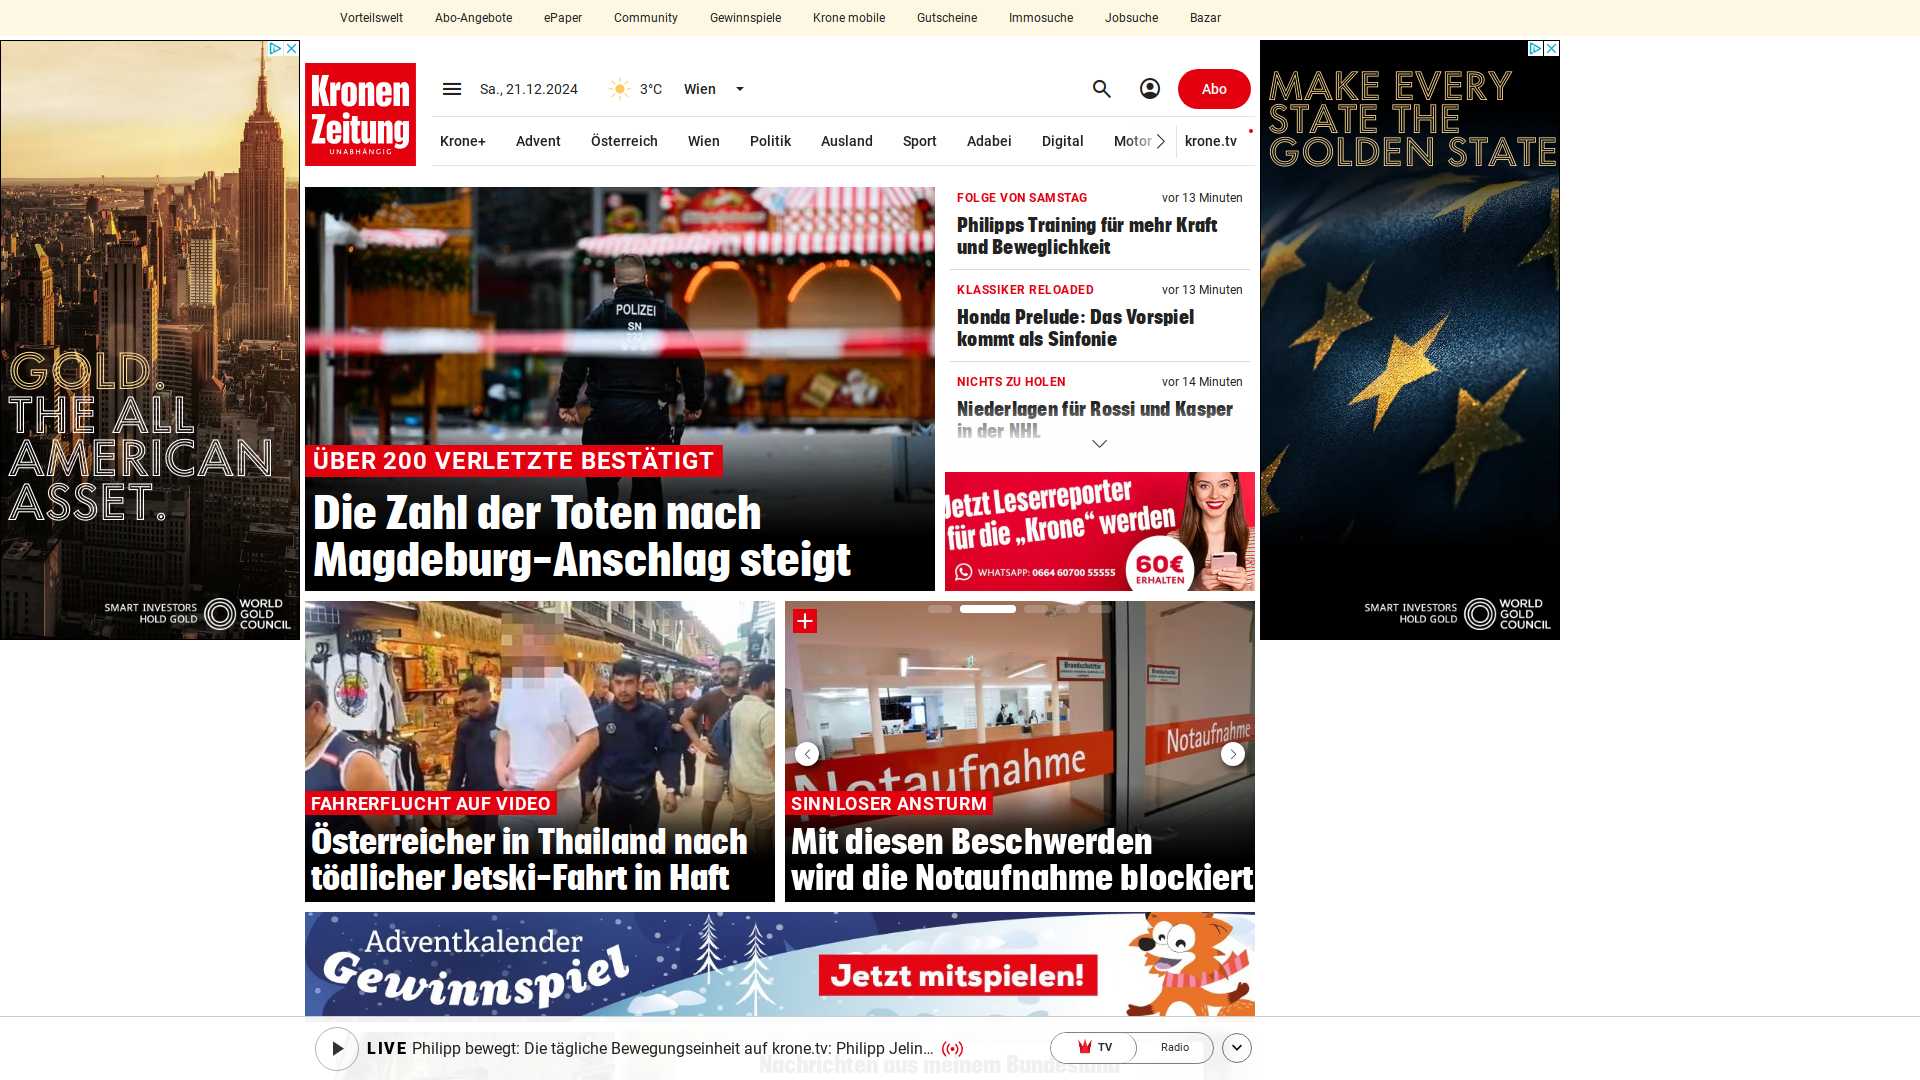 Vorteilswelt
Abo-Angebote
ePaper
Community
Gewinnspiele
Krone mobile
Gutscheine
Immosuche
Jobsuche
Bazar
Kronen
Zeitung
UNABHÄNGIG
Sa., 21.12.2024
3°C
Wien
Abo
Krone+
Advent
Österreich
Wien
Politik
Ausland
Sport
Adabei
Digital
Motor
krone.tv
GOLD.
THE ALL
AMERICAN
ASSET.
SMART INVESTORS
HOLD GOLD
WORLD
GOLD
COUNCIL
MAKE EVERY
STATE THE
GOLDEN STATE
SMART INVESTORS
HOLD GOLD
WORLD
GOLD
COUNCIL
POLIZEI
SN
ÜBER 200 VERLETZTE BESTÄTIGT
Die Zahl der Toten nach
Magdeburg-Anschlag steigt
FOLGE VON SAMSTAG
vor 13 Minuten
Philipps Training für mehr Kraft
und Beweglichkeit
KLASSIKER RELOADED
vor 13 Minuten
Honda Prelude: Das Vorspiel
kommt als Sinfonie
NICHTS ZU HOLEN
vor 14 Minuten
Niederlagen für Rossi und Kasper
in der NHL
Jetzt Leserreporter
für die „Krone“ werden
WHATSAPP: 0664 60700 55555
60€
ERHALTEN
FAHRERFLUCHT AUF VIDEO
Österreicher in Thailand nach
tödlicher Jetski-Fahrt in Haft
Brandschutztür
Notaufnahme
Notaufnahme
SINNLOSER ANSTURM
Mit diesen Beschwerden
wird die Notaufnahme blockiert
Adventkalender
Gewinnspiel
Jetzt mitspielen!
LIVE Philipp bewegt: Die tägliche Bewegungseinheit auf krone.tv: Philipp Jelin…
TV
Radio
Nachrichten aus meinem Bundesland